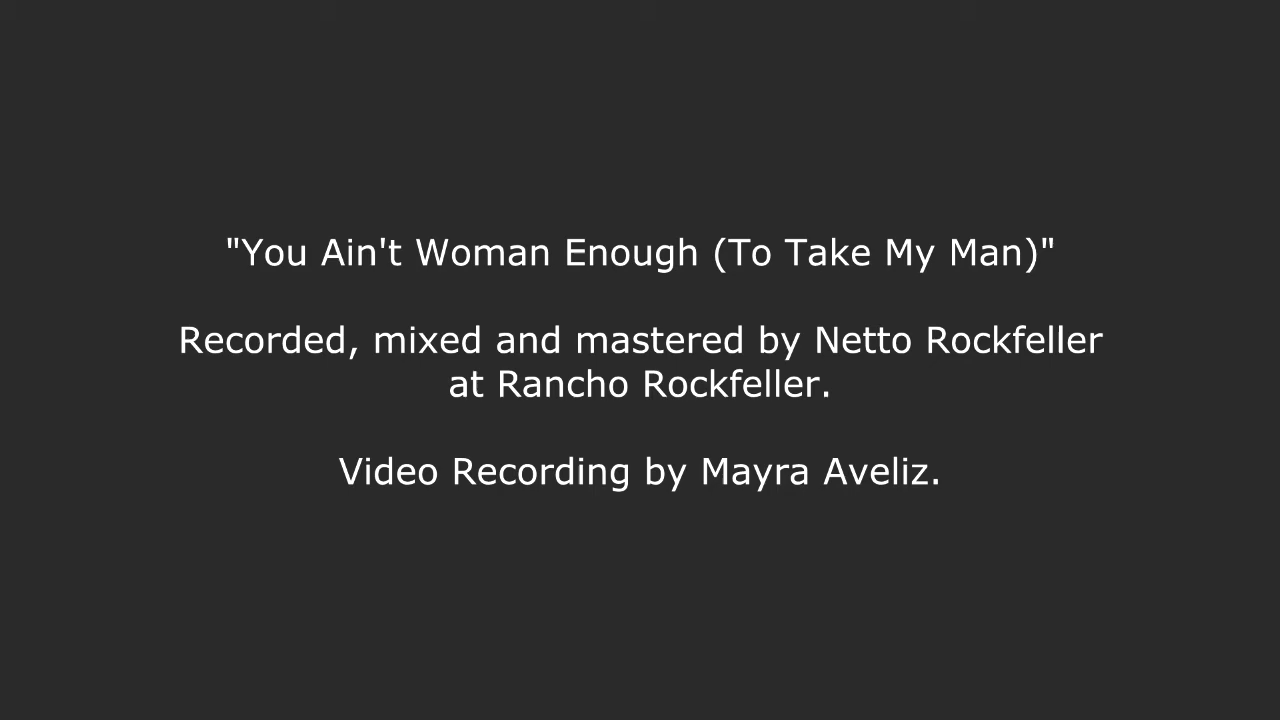 "You Ain't Woman Enough (To Take My Man)"
Recorded, mixed and mastered by Netto Rockfeller
at Rancho Rockfeller.
Video Recording by Mayra Aveliz.